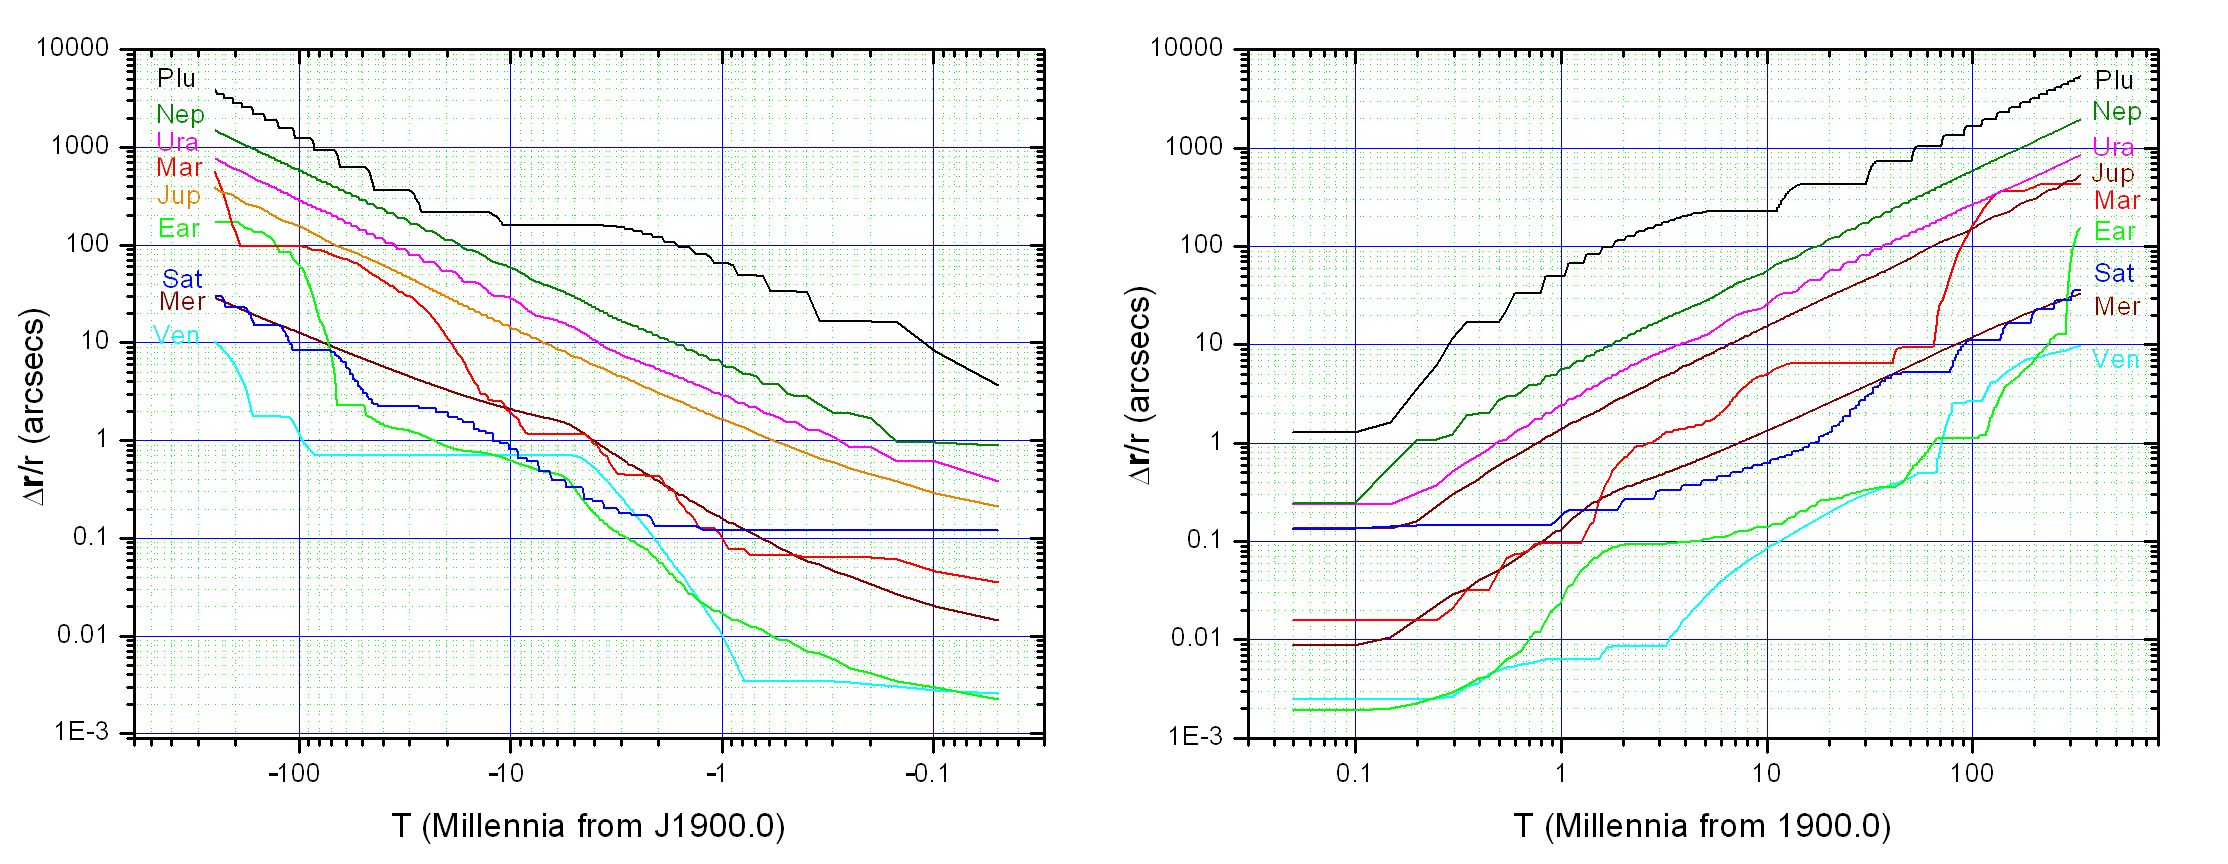 10000
1000
100
10
1
0.1
0.01
1E-3
Δr/r (arcsecs)
Plu
Nep
Ura
Mar
Jup
Ear
Sat
Mer
Ven
-100
-10
-1
-0.1
T (Millennia from J1900.0)
10000
1000
100
10
1
0.1
0.01
1E-3
Δr/r (arcsecs)
Plu
Nep
Ura
Jup
Mar
Ear
Sat
Mer
Ven
0.1
1
10
100
T (Millennia from 1900.0)